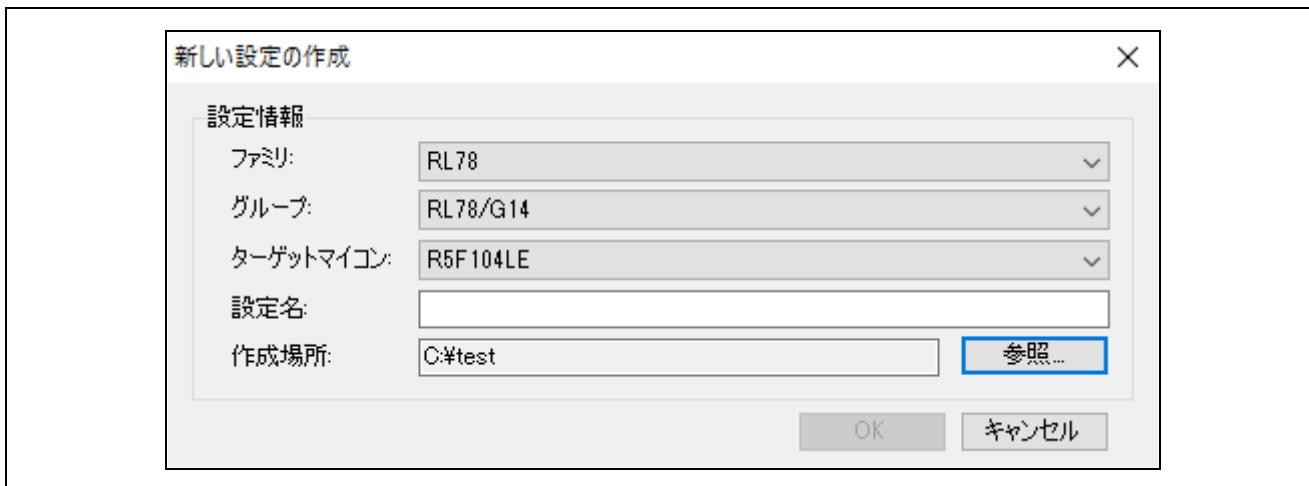 新しい設定の作成
設定情報
ファミリ: RL78
グループ: RL78/G14
ターゲットマイコン: R5F104LE
設定名:
作成場所: C:¥test 参照...
OK キャンセル